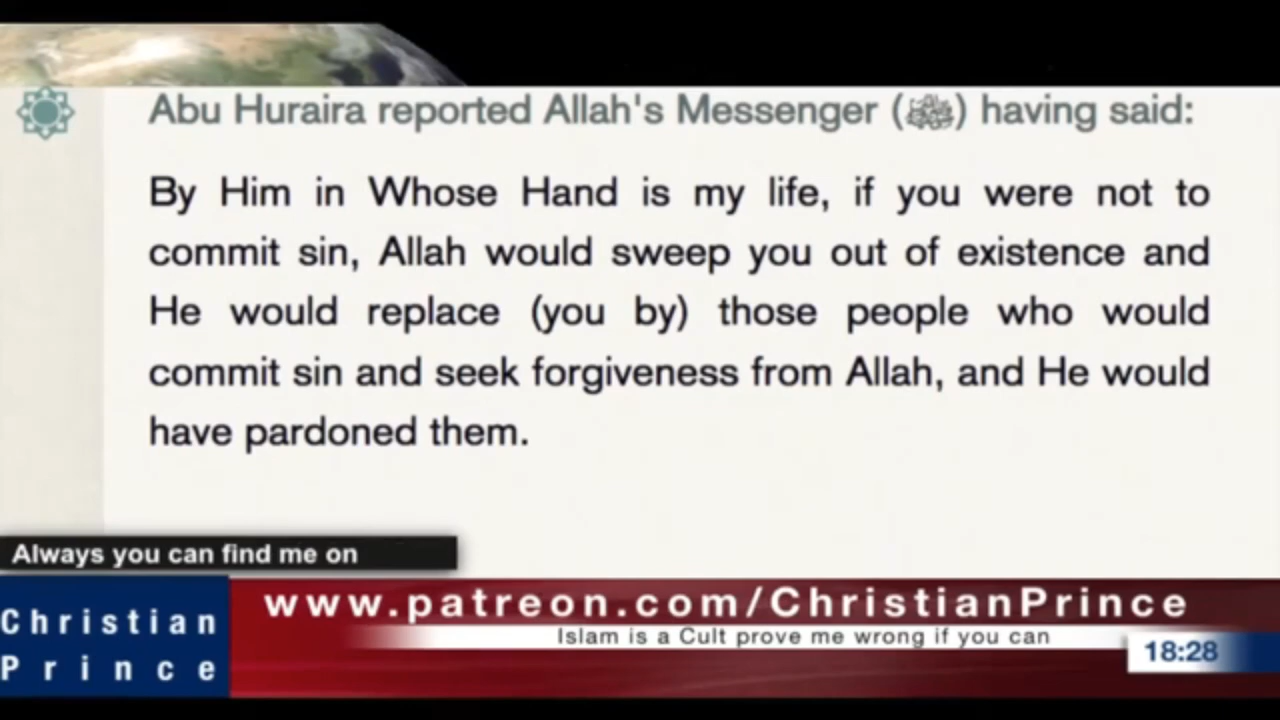 Abu Huraira reported Allah's Messenger (ﷺ) having said:
By Him in Whose Hand is my life, if you were not to
commit sin, Allah would sweep you out of existence and
He would replace (you by) those people who would
commit sin and seek forgiveness from Allah, and He would
have pardoned them.
Always you can find me on
Christian
Prince
www.patreon.com/ChristianPrince
Islam is a Cult prove me wrong if you can
18:28